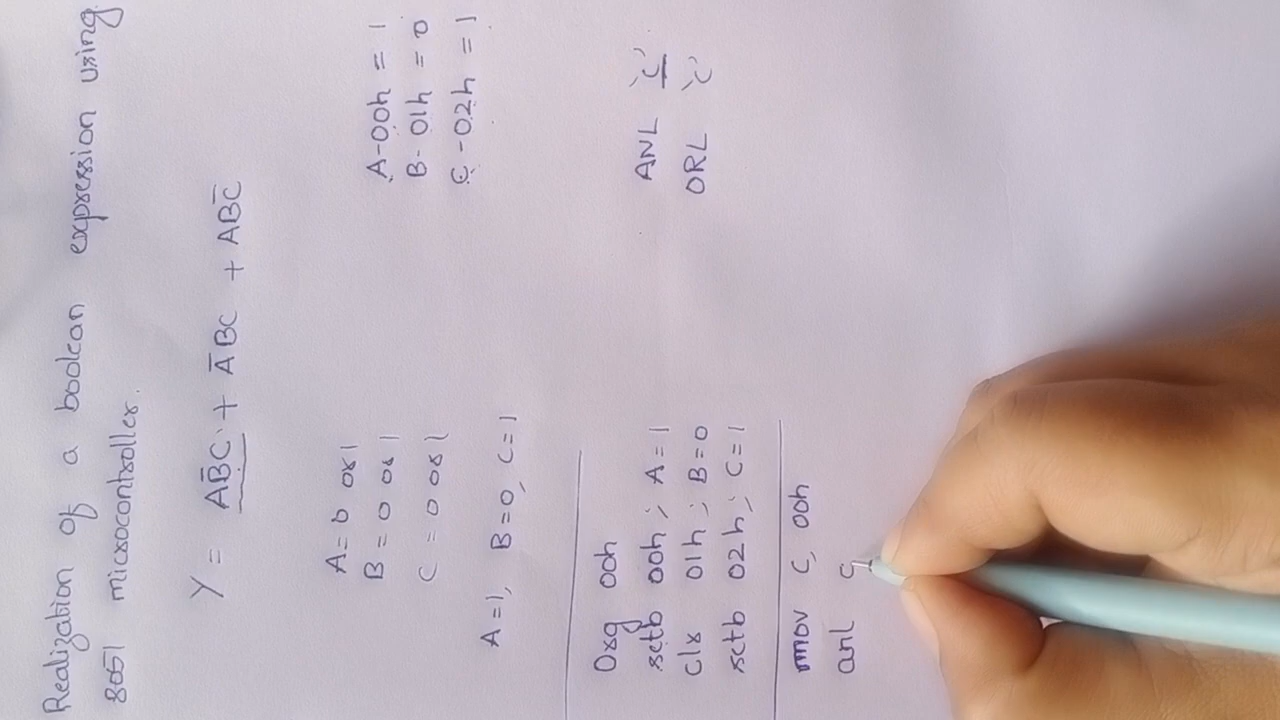 Realization of a boolean expression using
8051 microcontroller.
Y = AB̅C + A̅BC + ABC̅
A = 0 or 1
B = 0 or 1
C = 0 or 1
A-00h = 1
B-01h = 0
C-02h = 1
A=1, B=0, C=1
Org 00h
setb 00h ; A=1
clr 01h ; B=0
setb 02h ; C=1
ANL 'C'
ORL 'C'
mov C, 00h
anl c